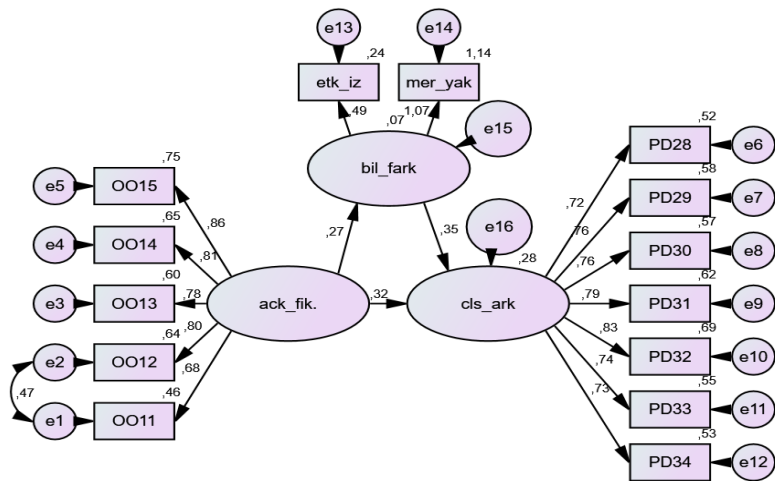 e13
e14
,24
1,14
etk_iz
mer_yak
,49
1,07
,07
e15
bil_fark
,52
PD28
e6
,75
e5
OO15
,58
PD29
e7
,72
,86
,27
,35
e16
,76
,57
,65
e4
OO14
,81
PD30
e8
,76
,28
,60
,62
e3
OO13
,78
ack_fik.
,32
cls_ark
,79
PD31
e9
,64
,80
,83
,69
e2
OO12
,68
,74
PD32
e10
,47
,46
,73
,55
e1
OO11
PD33
e11
,53
PD34
e12